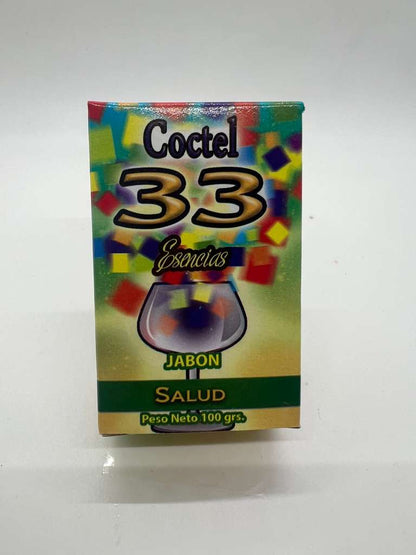 Coctel
33
Esencias
JABON
SALUD
Peso Neto 100 grs.